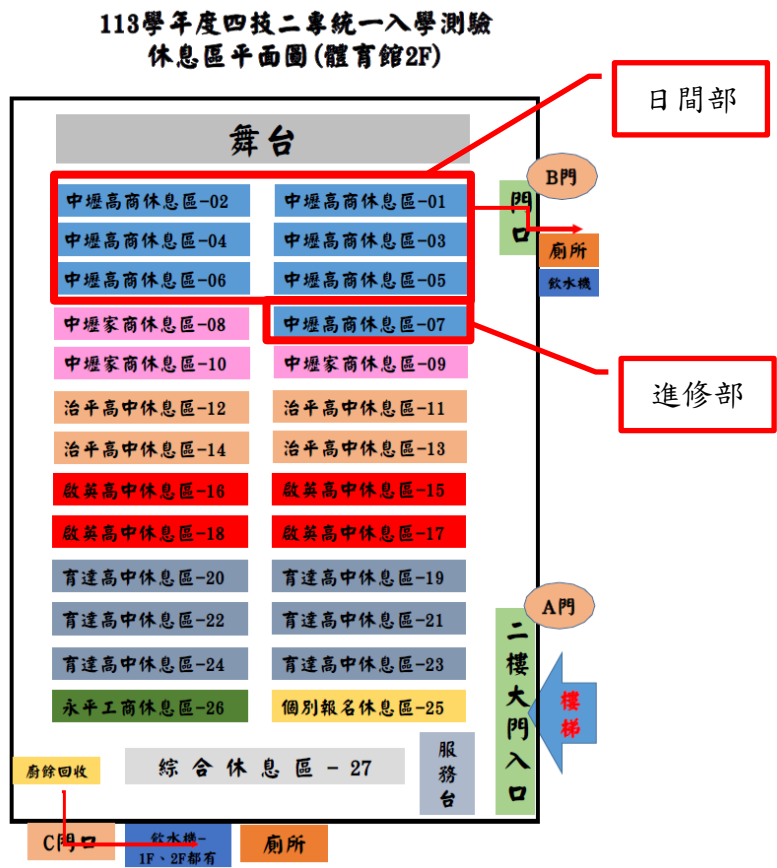 113學年度四技二專統一入學測驗
休息區平面圖(體育館2F)
日間部
舞台
B門
門口
中壢高商休息區-02
中壢高商休息區-01
中壢高商休息區-04
中壢高商休息區-03
廁所
中壢高商休息區-06
中壢高商休息區-05
飲水機
中壢家商休息區-08
中壢高商休息區-07
中壢家商休息區-10
中壢家商休息區-09
進修部
治平高中休息區-12
治平高中休息區-11
治平高中休息區-14
治平高中休息區-13
啟英高中休息區-16
啟英高中休息區-15
啟英高中休息區-18
啟英高中休息區-17
育達高中休息區-20
育達高中休息區-19
A門
育達高中休息區-22
育達高中休息區-21
二樓大門入口
育達高中休息區-24
育達高中休息區-23
樓梯
永平工商休息區-26
個別報名休息區-25
服務台
廚餘回收
綜合休息區-27
C門口
飲水機-
1F、2F都有
廁所